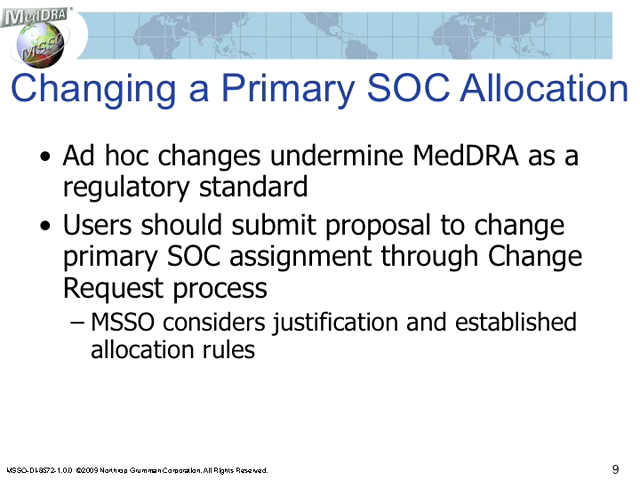 MedDRA
MSSO
Changing a Primary SOC Allocation
• Ad hoc changes undermine MedDRA as a
regulatory standard
• Users should submit proposal to change
primary SOC assignment through Change
Request process
– MSSO considers justification and established
allocation rules
MSSO-DI-8572-1.0.0 ©2009 Northrop Grumman Corporation. All Rights Reserved.
9